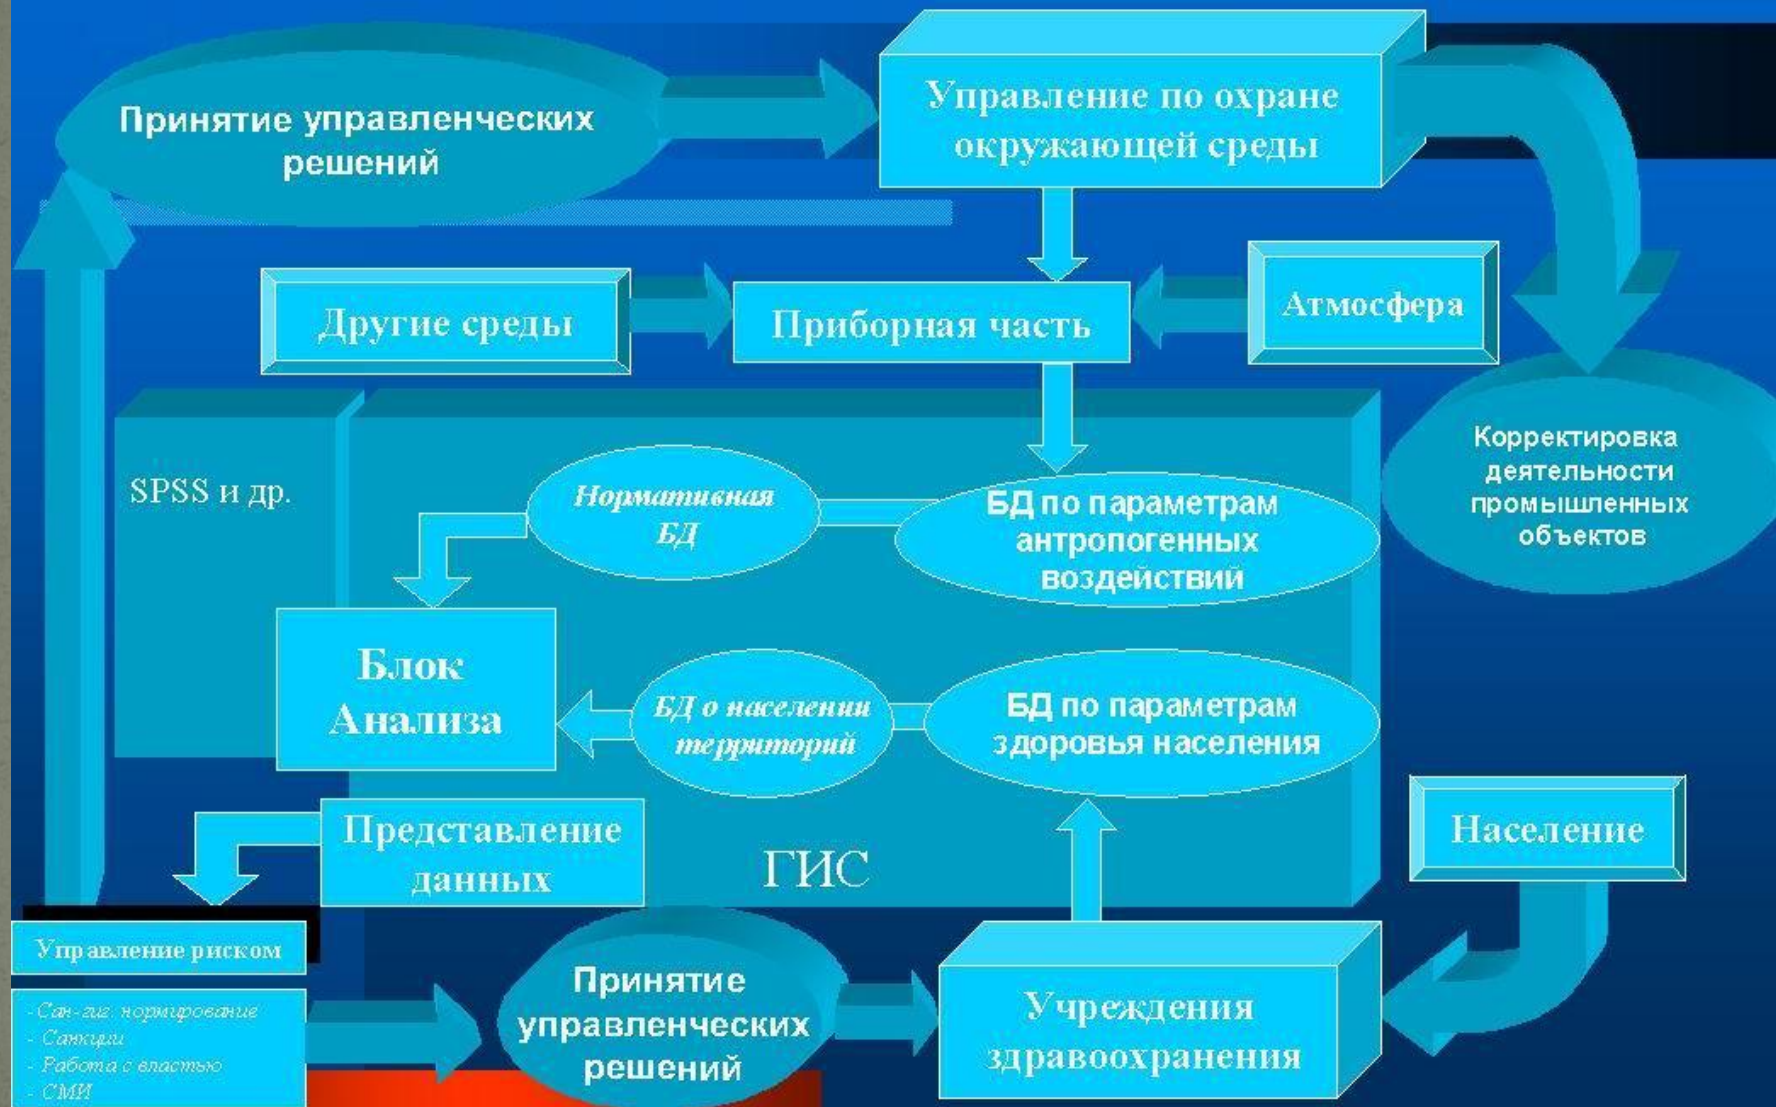 Принятие управленческих
решений
Управление по охране
окружающей среды
Другие среды
Приборная часть
Атмосфера
Корректировка
деятельности
промышленных
объектов
SPSS и др.
Нормативная
БД
БД по параметрам
антропогенных
воздействий
Блок
Анализа
БД о населении
территорий
БД по параметрам
здоровья населения
Представление
данных
ГИС
Население
Управление риском
- Сан-гиг. нормирование
- Санкции
- Работа с властью
- СМИ
Принятие
управленческих
решений
Учреждения
здравоохранения